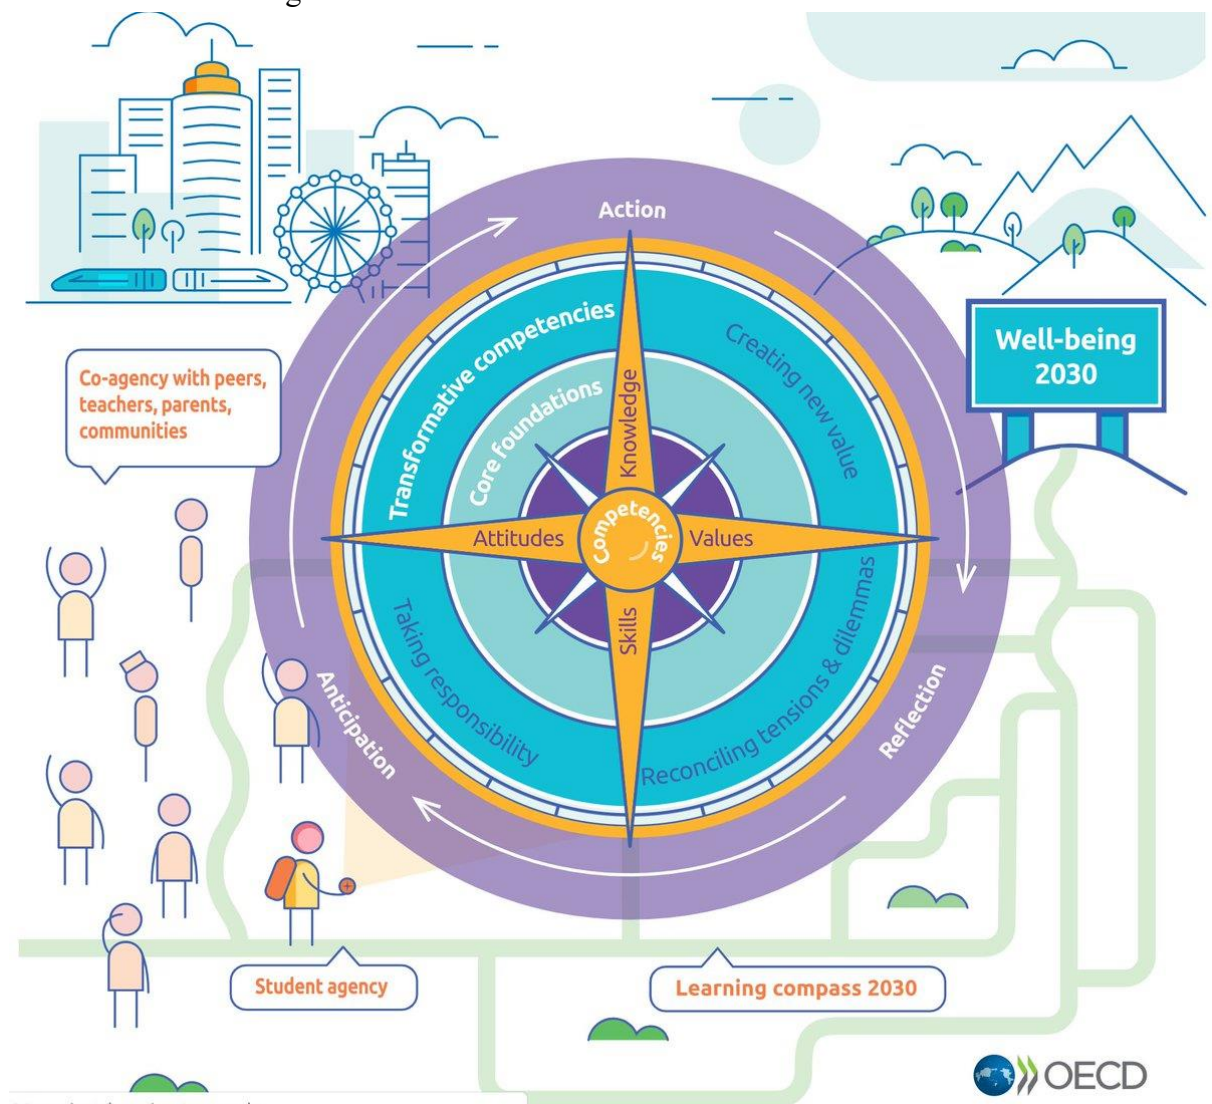 Action
Transformative competencies
Creating new value
Core foundations
Knowledge
Well-being
2030
Co-agency with peers,
teachers, parents,
communities
Attitudes
Competencies
Values
Skills
Taking responsibility
Reconciling tensions & dilemmas
Anticipation
Reflection
Student agency
Learning compass 2030
OECD